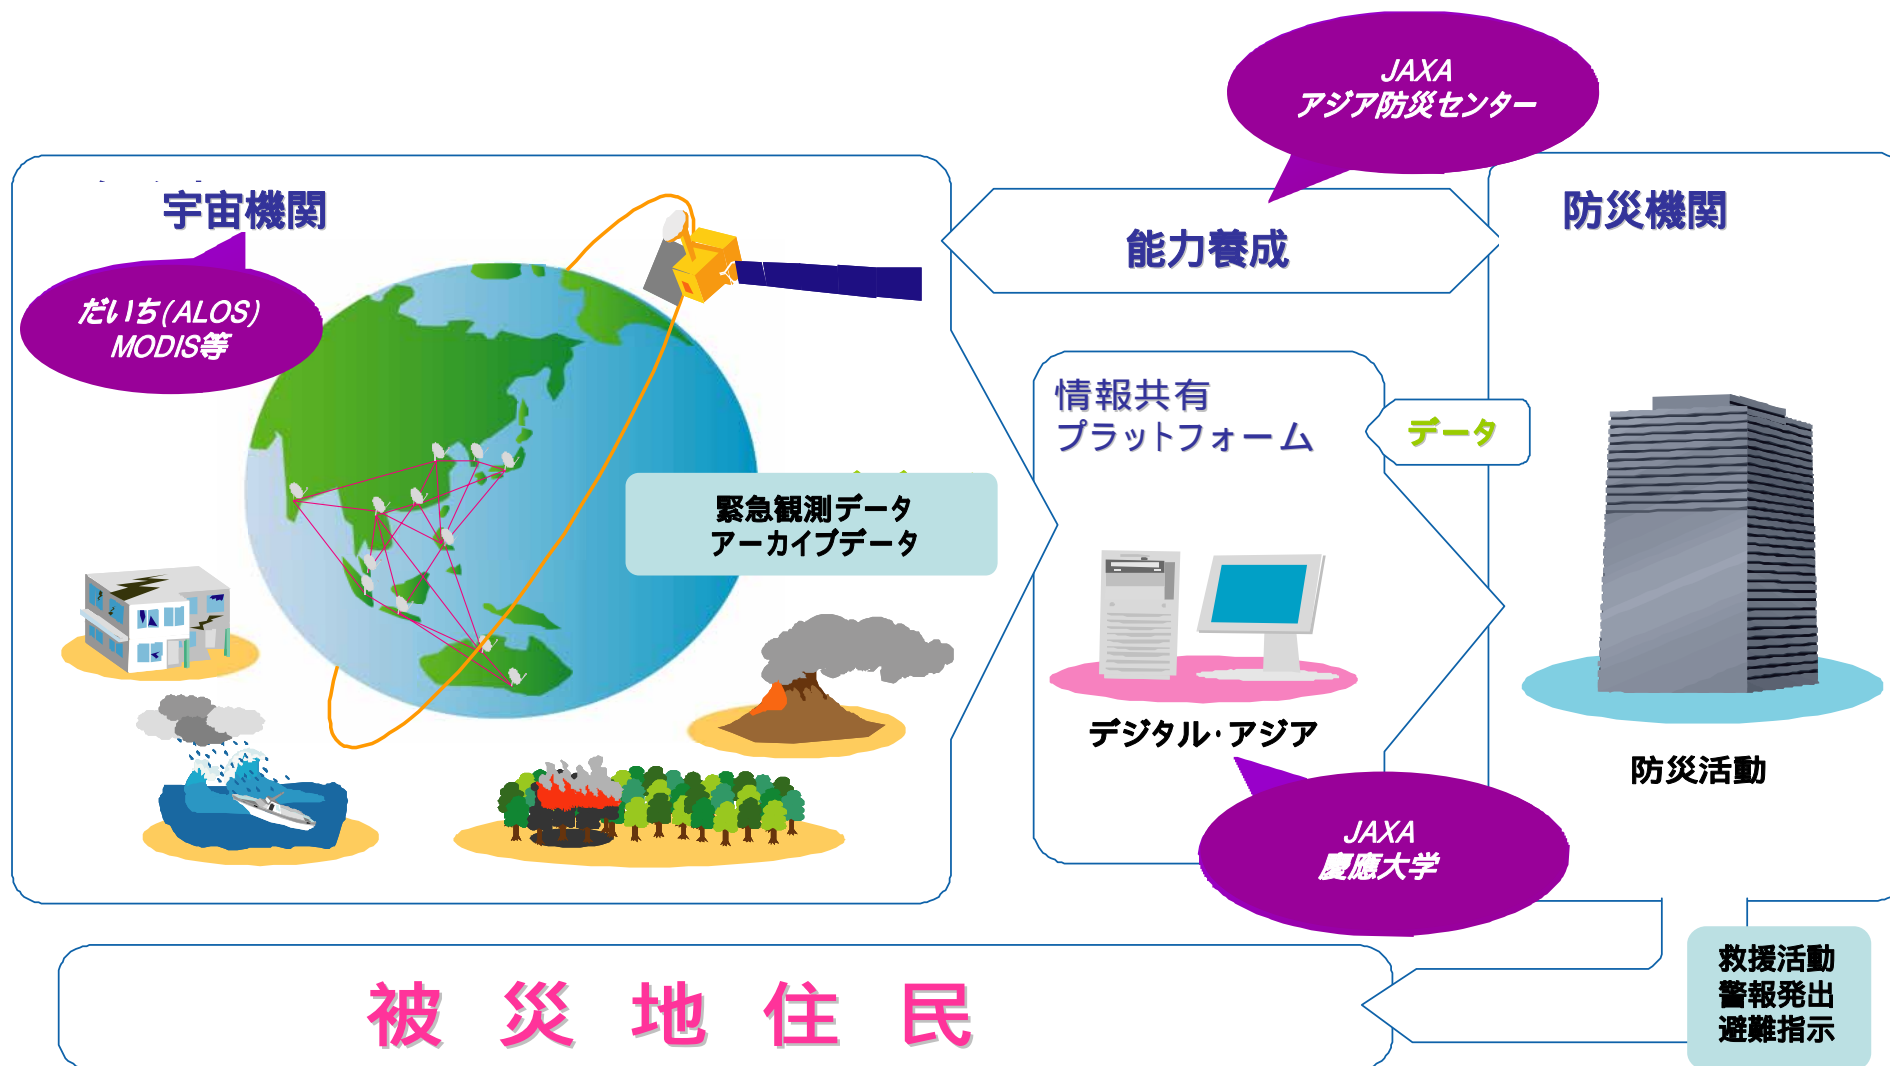 JAXA
アジア防災センター
宇宙機関
だいち(ALOS)
MODIS等
能力養成
防災機関
情報共有
プラットフォーム
データ
緊急観測データ
アーカイブデータ
デジタル・アジア
防災活動
JAXA
慶應大学
救援活動
警報発出
避難指示
被災地住民